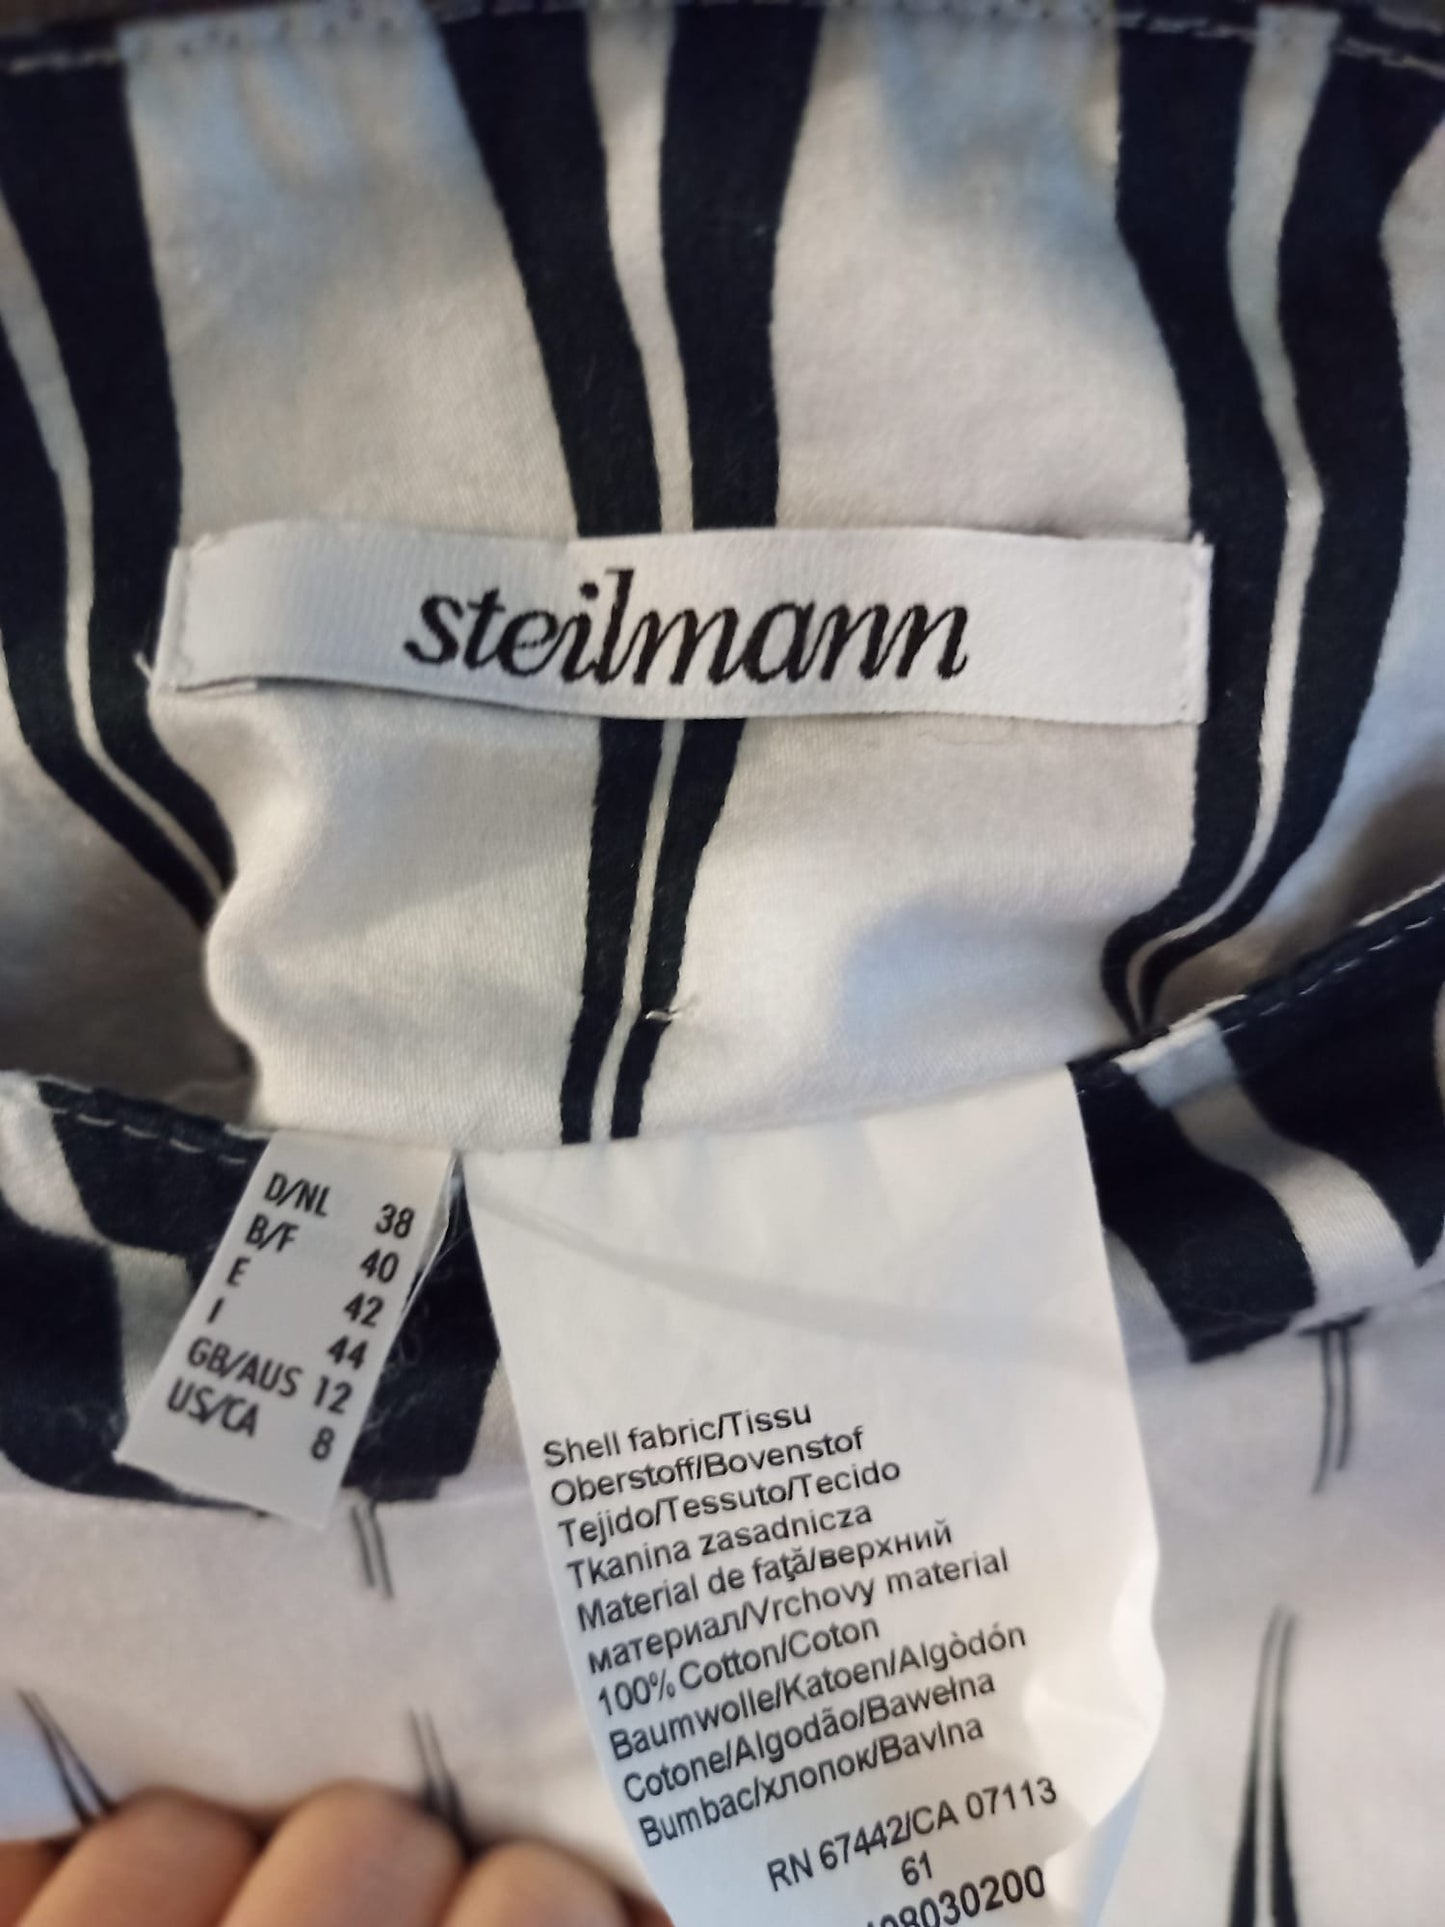 steilmann
D/NL 38
B/F 40
E 42
I 44
GB/AUS 12
US/CA 8
Shell fabric/Tissu
Oberstoff/Bovenstof
Tejido/Tessuto/Tecido
Tkanina zasadnicza
Material de faţă/верхний
материал/Vrchovy material
100% Cotton/Coton
Baumwolle/Katoen/Algòdón
Cotone/Algodão/Bawełna
Bumbac/хлопок/Bavlna
RN 67442/CA 07113
61